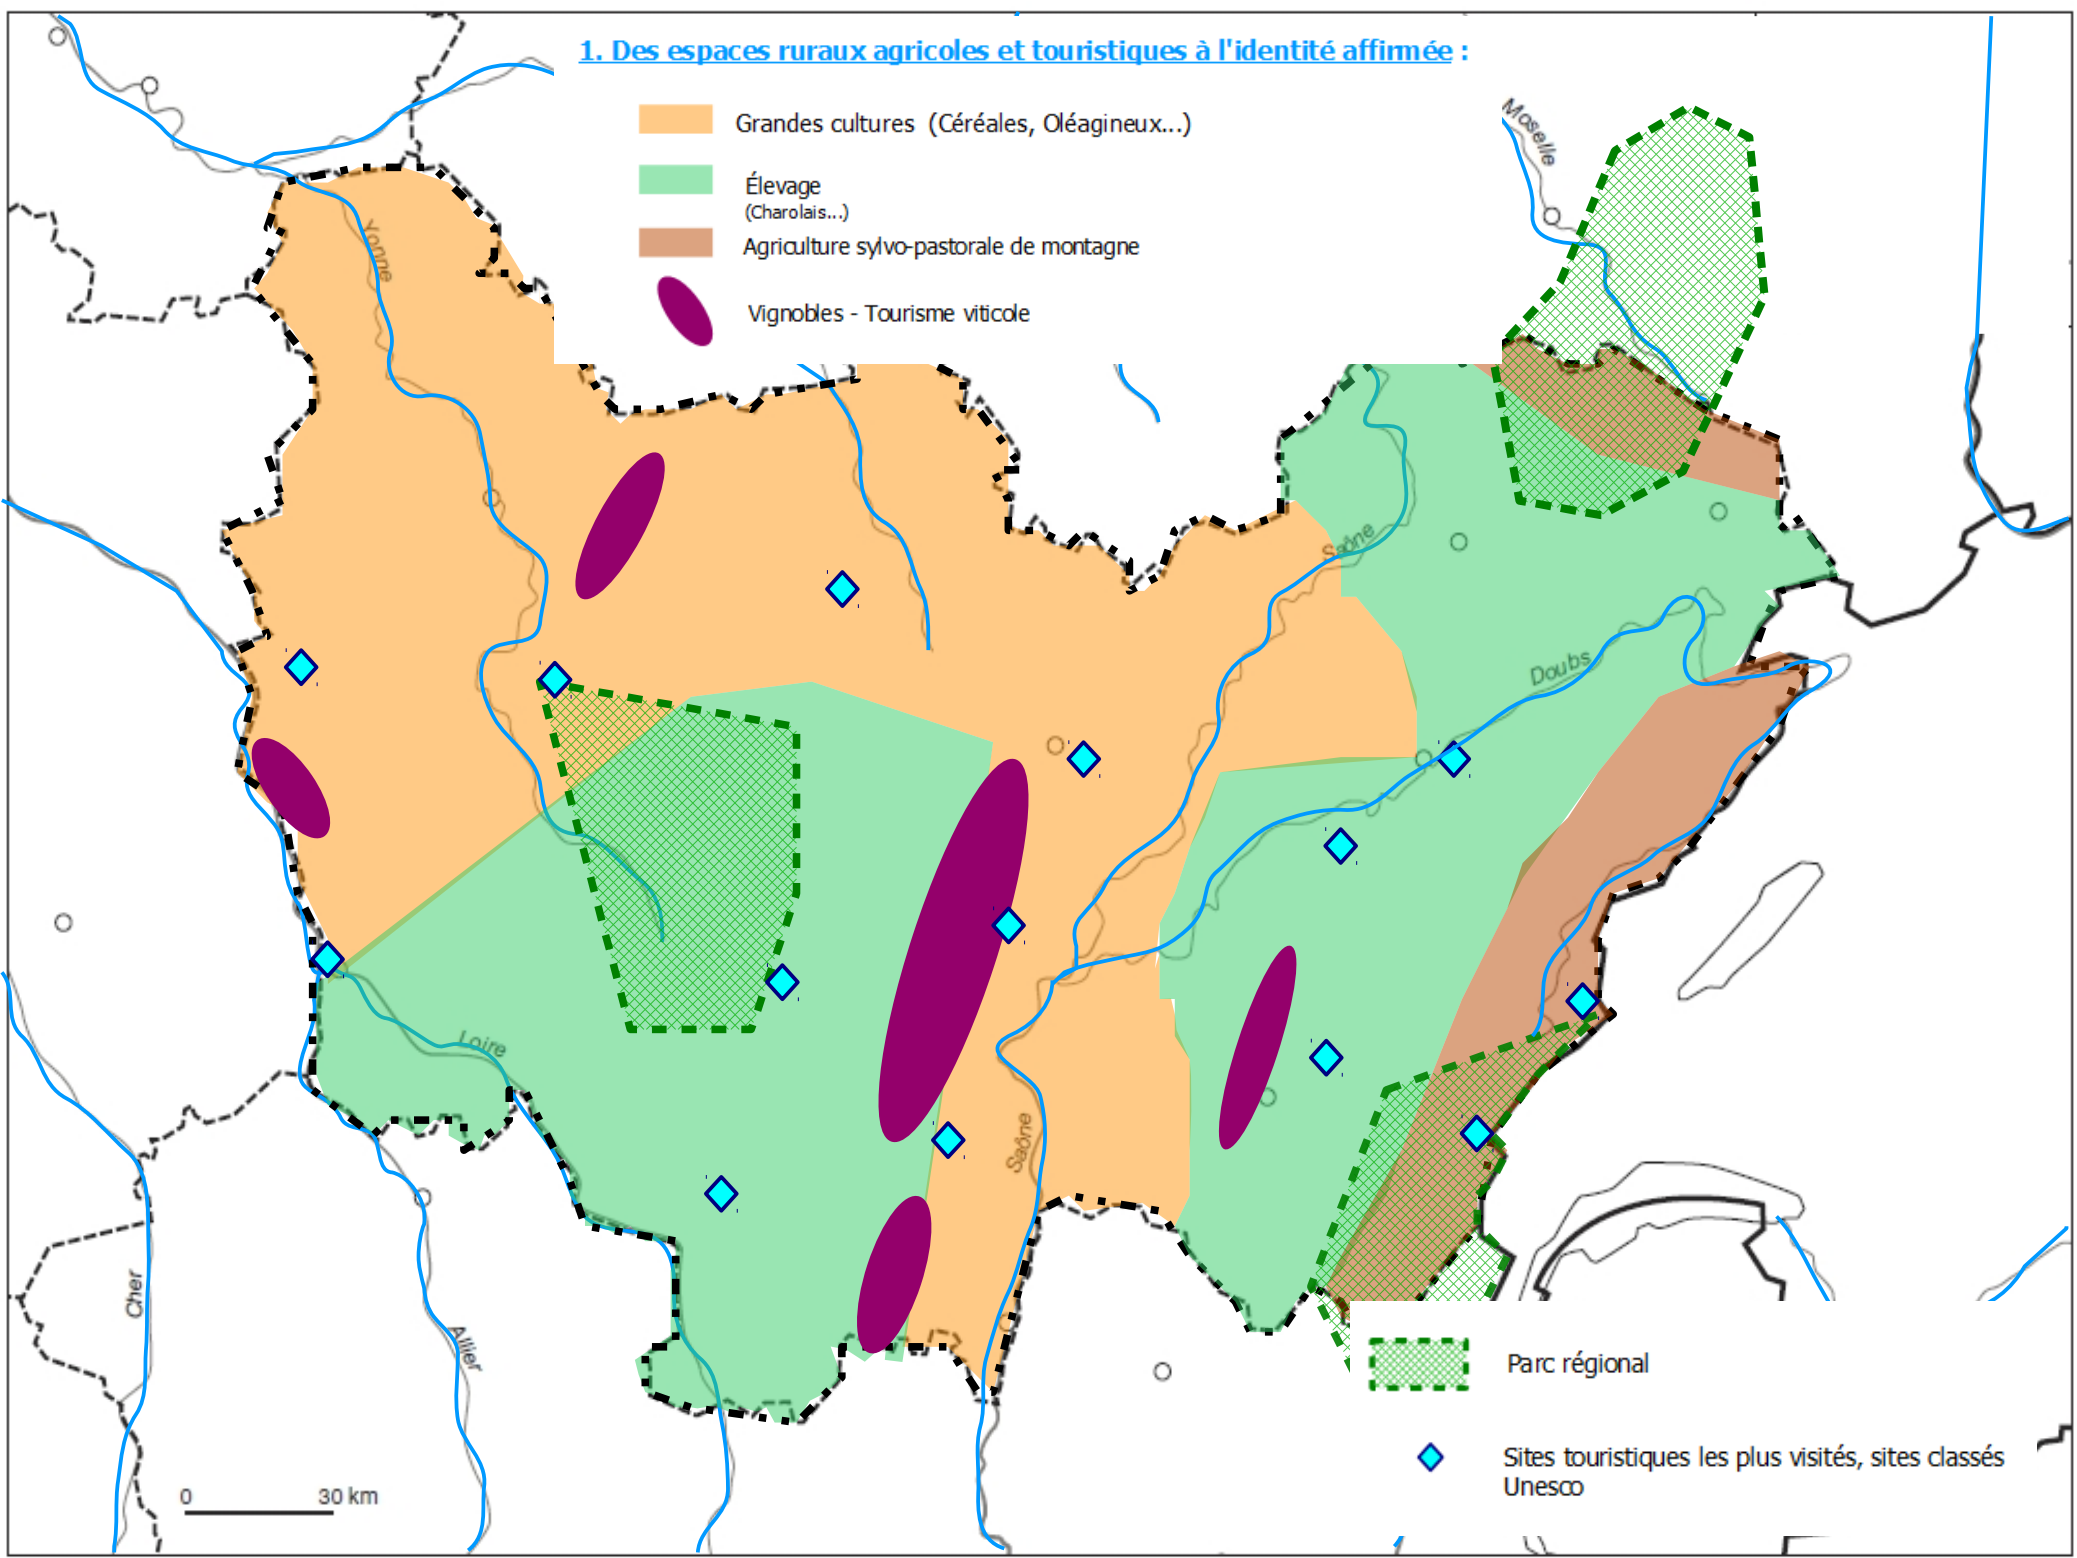 1. Des espaces ruraux agricoles et touristiques à l'identité affirmée :
Grandes cultures (Céréales, Oléagineux...)
Élevage
(Charolais...)
Agriculture sylvo-pastorale de montagne
Vignobles - Tourisme viticole
Moselle
Yonne
Saône
Doubs
Loire
Saône
Cher
Allier
Parc régional
Sites touristiques les plus visités, sites classés
Unesco
0 30 km